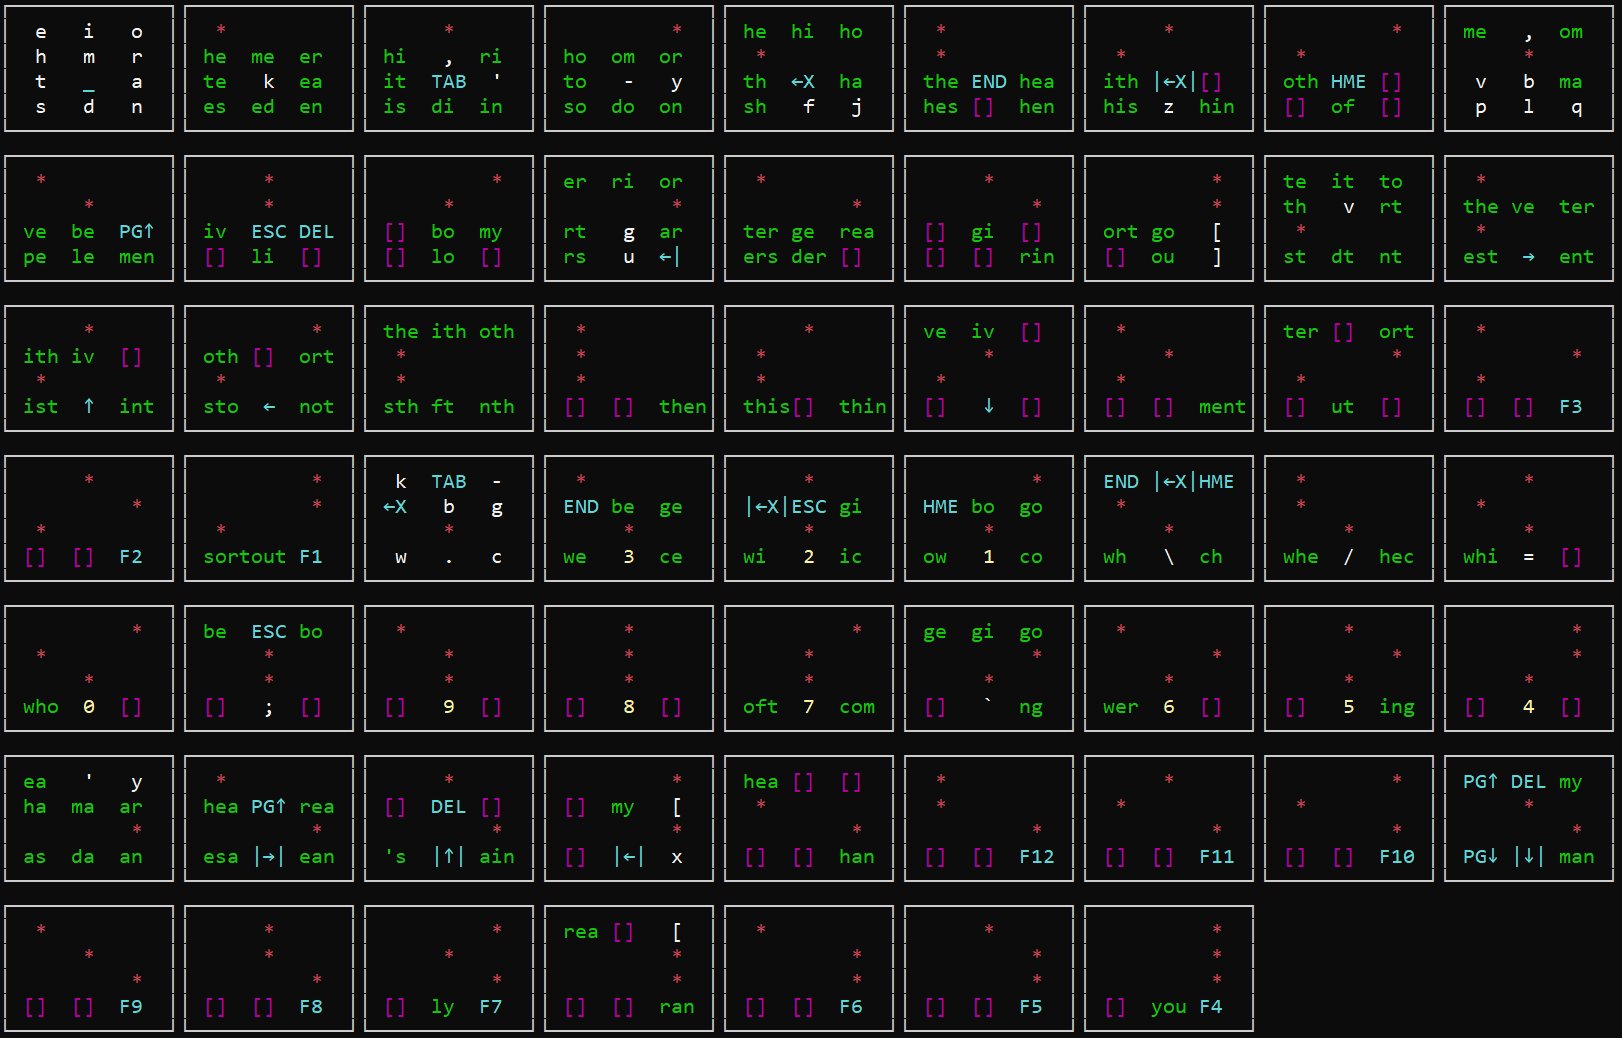 e i o * * * he hi ho * * * me , om
h m r he me er hi , ri ho om or * * * * *
t _ a te k ea it TAB ' to - y th ←X ha the END hea ith |←X|[] oth HME [] v b ma
s d n es ed en is di in so do on sh f j hes [] hen his z hin [] of [] p l q
* * * er ri or * * * te it to *
* * * * * * * th v rt the ve ter
ve be PG↑ iv ESC DEL [] bo my rt g ar ter ge rea [] gi [] ort go [ * *
pe le men [] li [] [] lo [] rs u ←| ers der [] [] [] rin [] ou ] st dt nt est → ent
* * the ith oth * * ve iv [] * ter [] ort *
ith iv [] oth [] ort * * * * * * *
* * * * * * * * *
ist ↑ int sto ← not sth ft nth [] [] then this[] thin [] ↓ [] [] [] ment [] ut [] [] [] F3
* * k TAB - * * * END |←X|HME * *
* * ←X b g END be ge |←X|ESC gi HME bo go * * *
* * * * * * * * *
[] [] F2 sortout F1 w . c we 3 ce wi 2 ic ow 1 co wh \ ch whe / hec whi = []
* be ESC bo * * * ge gi go * * *
* * * * * * * * *
* * * * * * * * *
who 0 [] [] ; [] [] 9 [] [] 8 [] oft 7 com [] ` ng wer 6 [] [] 5 ing [] 4 []
ea ' y * * * hea [] [] * * * PG↑ DEL my
ha ma ar hea PG↑ rea [] DEL [] [] my [ * * * * *
* * * * * * * * *
as da an esa |→| ean 's |↑| ain [] |←| x [] [] han [] [] F12 [] [] F11 [] [] F10 PG↓ |↓| man
* * * rea [] [ * * *
* * * * * * *
* * * * * * *
[] [] F9 [] [] F8 [] ly F7 [] [] ran [] [] F6 [] [] F5 [] you F4